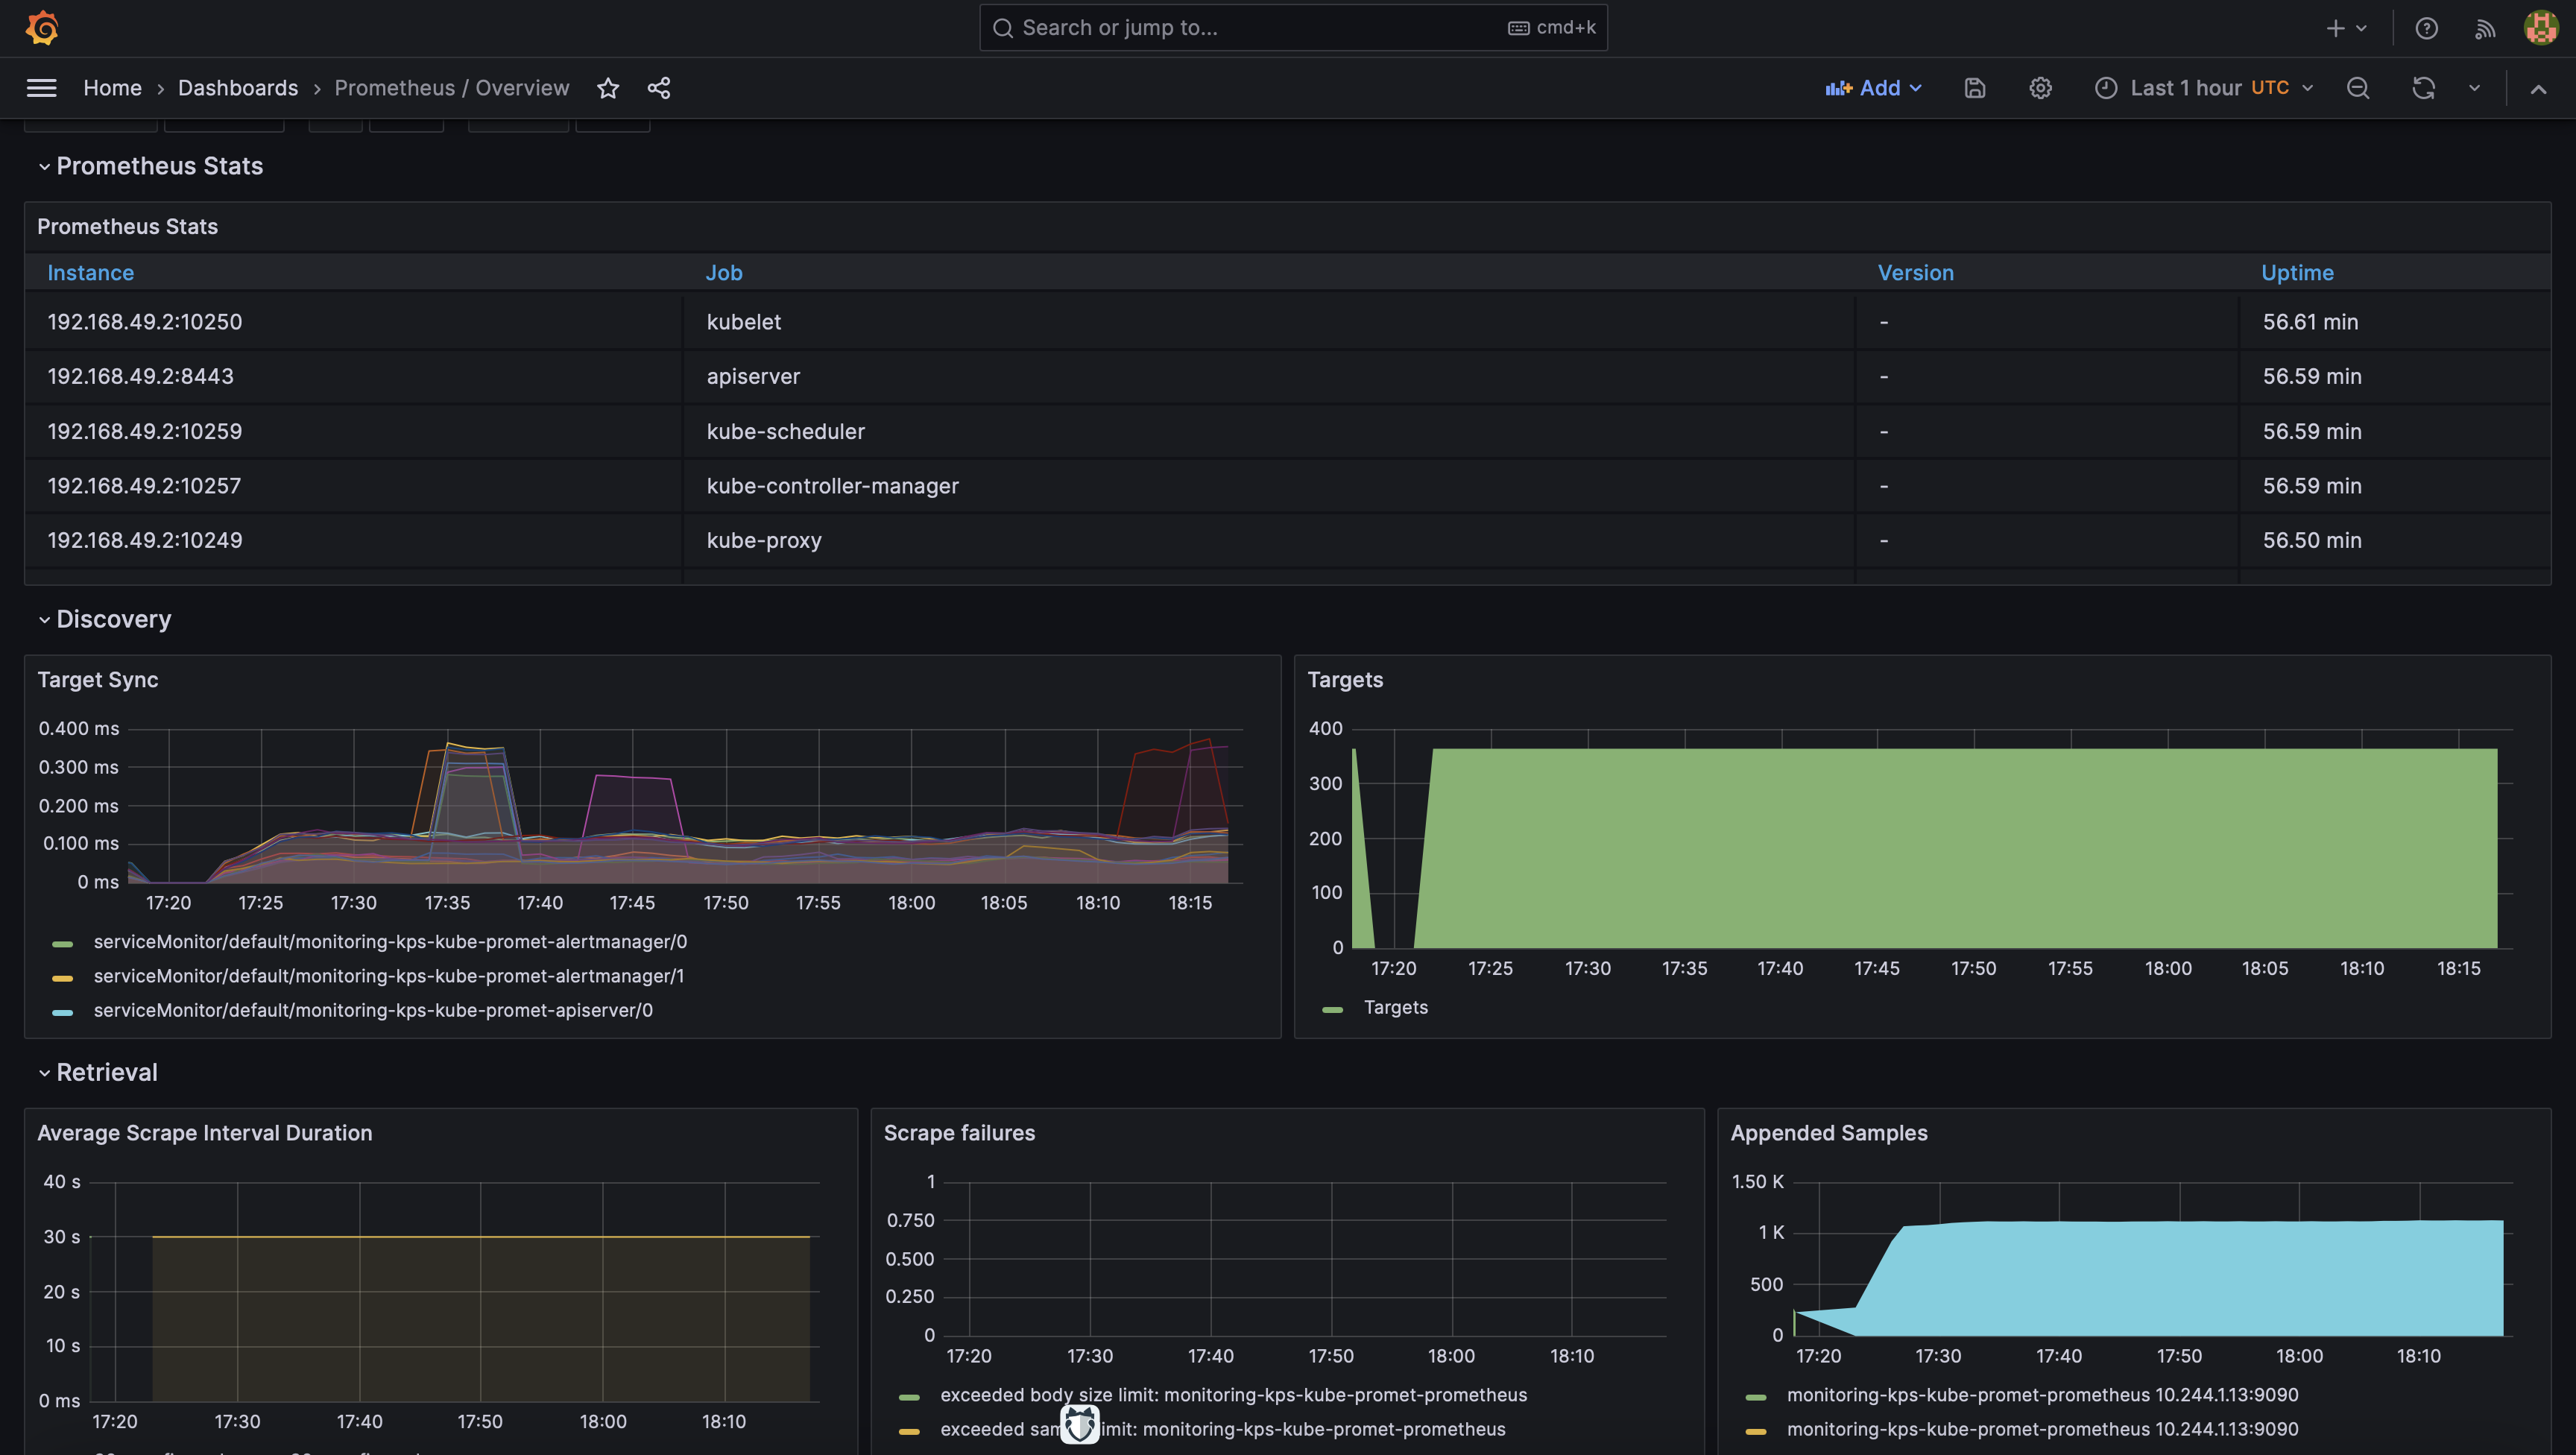 Search or jump to... cmd+k
Home › Dashboards › Prometheus / Overview
Add
Last 1 hour UTC
Prometheus Stats
Prometheus Stats
Instance Job Version Uptime
192.168.49.2:10250 kubelet - 56.61 min
192.168.49.2:8443 apiserver - 56.59 min
192.168.49.2:10259 kube-scheduler - 56.59 min
192.168.49.2:10257 kube-controller-manager - 56.59 min
192.168.49.2:10249 kube-proxy - 56.50 min
Discovery
Target Sync
0.400 ms
0.300 ms
0.200 ms
0.100 ms
0 ms
17:20 17:25 17:30 17:35 17:40 17:45 17:50 17:55 18:00 18:05 18:10 18:15
serviceMonitor/default/monitoring-kps-kube-promet-alertmanager/0
serviceMonitor/default/monitoring-kps-kube-promet-alertmanager/1
serviceMonitor/default/monitoring-kps-kube-promet-apiserver/0
Targets
400
300
200
100
0
17:20 17:25 17:30 17:35 17:40 17:45 17:50 17:55 18:00 18:05 18:10 18:15
Targets
Retrieval
Average Scrape Interval Duration
40 s
30 s
20 s
10 s
0 ms
17:20 17:30 17:40 17:50 18:00 18:10
Scrape failures
1
0.750
0.500
0.250
0
17:20 17:30 17:40 17:50 18:00 18:10
exceeded body size limit: monitoring-kps-kube-promet-prometheus
exceeded sam imit: monitoring-kps-kube-promet-prometheus
Appended Samples
1.50 K
1 K
500
0
17:20 17:30 17:40 17:50 18:00 18:10
monitoring-kps-kube-promet-prometheus 10.244.1.13:9090
monitoring-kps-kube-promet-prometheus 10.244.1.13:9090